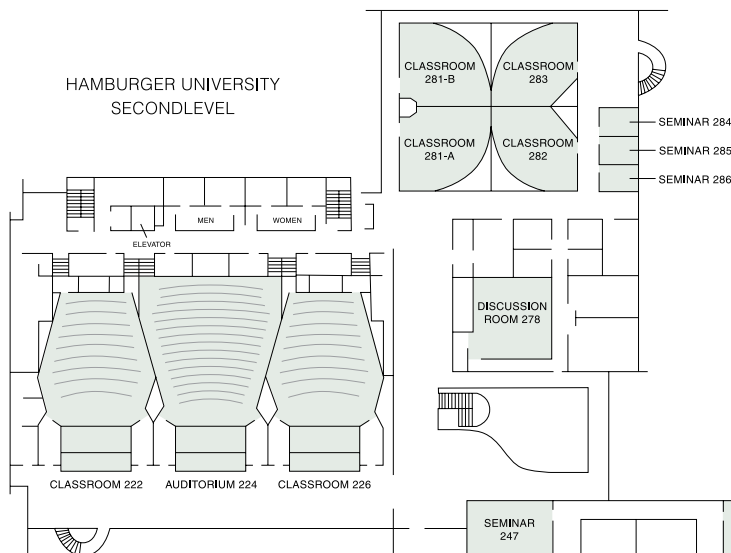 HAMBURGER UNIVERSITY
SECONDLEVEL
CLASSROOM
281-B
CLASSROOM
283
CLASSROOM
281-A
CLASSROOM
282
SEMINAR 284
SEMINAR 285
SEMINAR 286
MEN
WOMEN
ELEVATOR
DISCUSSION
ROOM 278
CLASSROOM 222
AUDITORIUM 224
CLASSROOM 226
SEMINAR
247